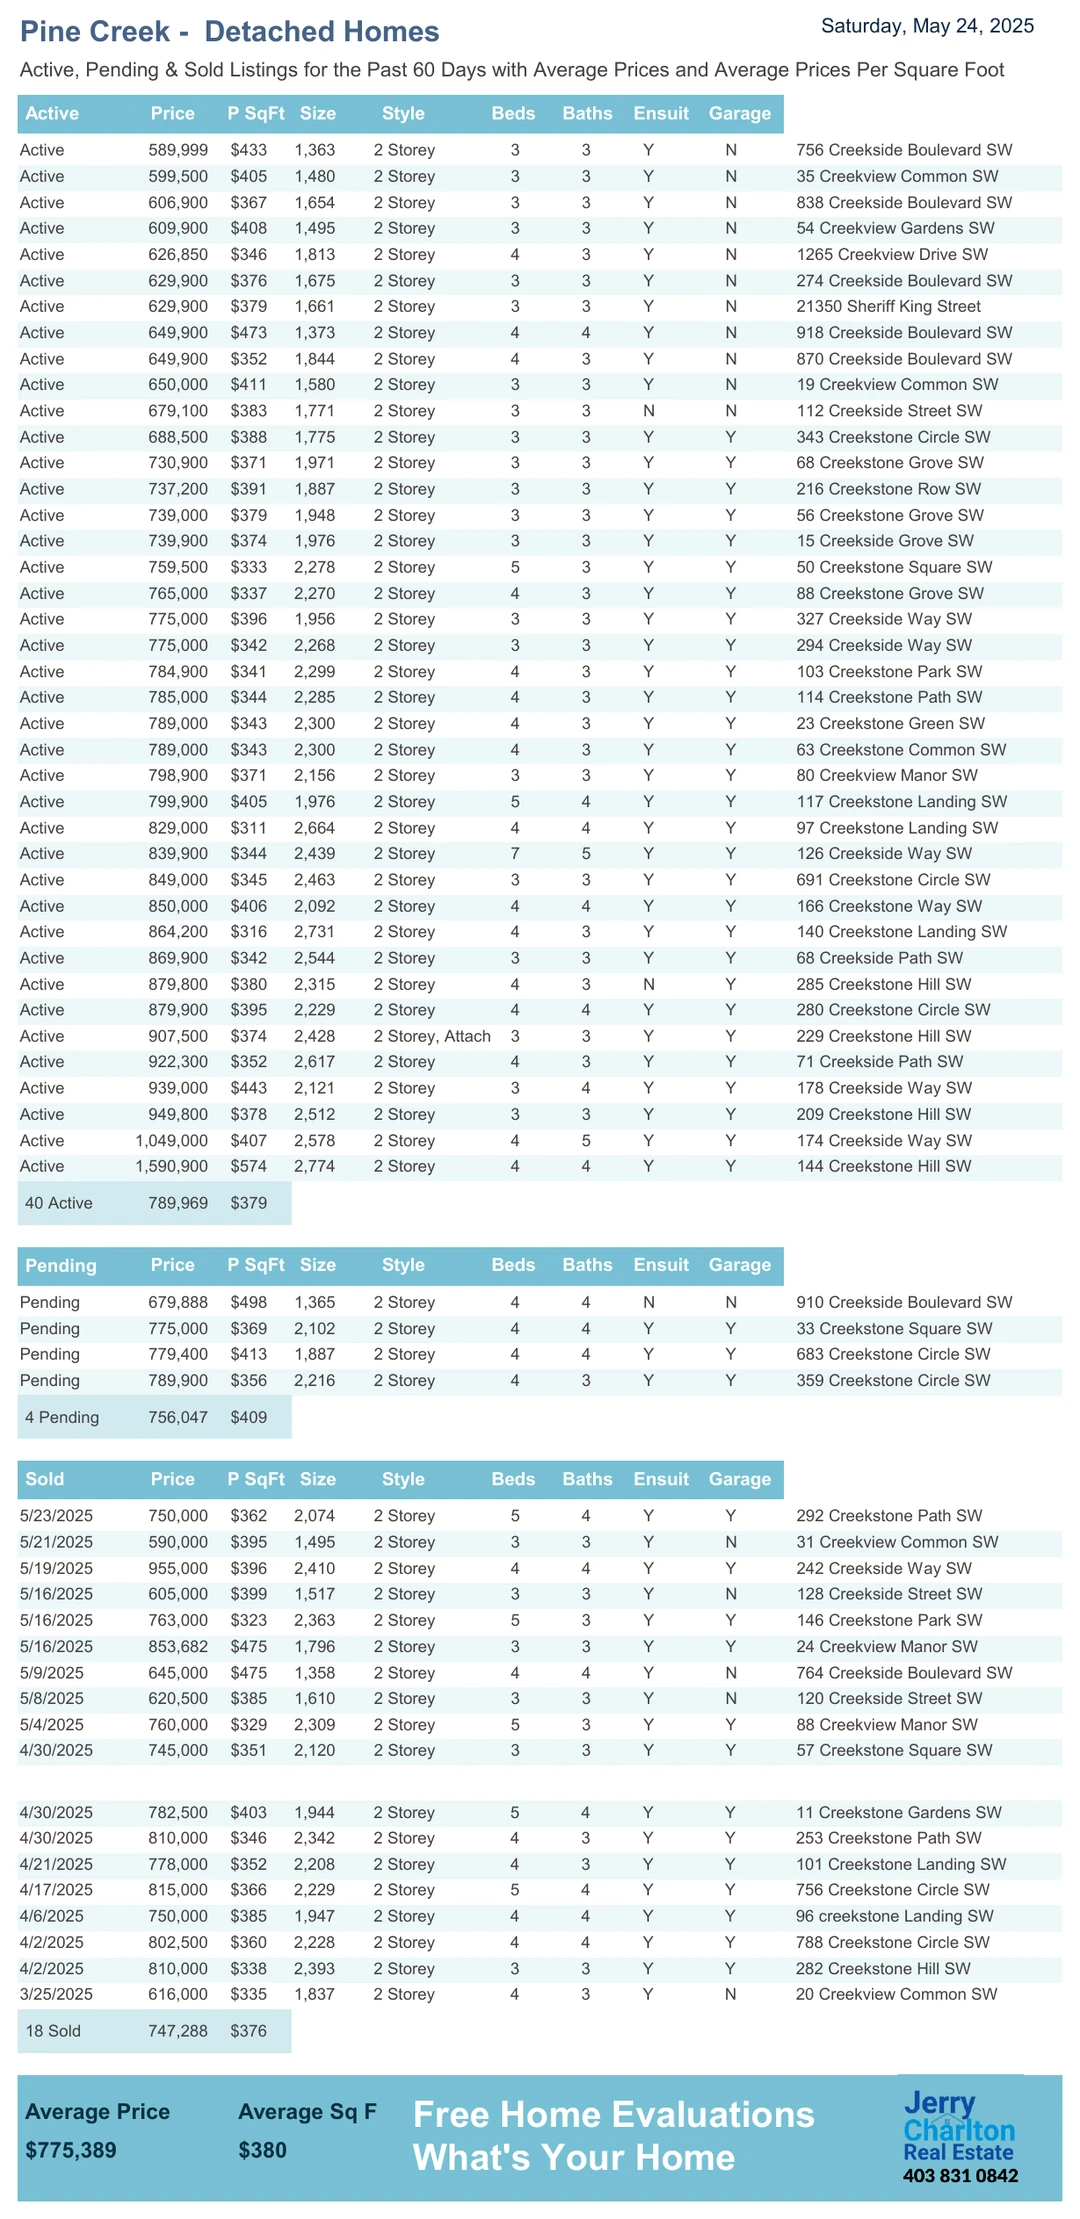 Pine Creek - Detached Homes
Saturday, May 24, 2025
Active, Pending & Sold Listings for the Past 60 Days with Average Prices and Average Prices Per Square Foot
Active Price P SqFt Size Style Beds Baths Ensuit Garage
Active 589,999 $433 1,363 2 Storey 3 3 Y N 756 Creekside Boulevard SW
Active 599,500 $405 1,480 2 Storey 3 3 Y N 35 Creekview Common SW
Active 606,900 $367 1,654 2 Storey 3 3 Y N 838 Creekside Boulevard SW
Active 609,900 $408 1,495 2 Storey 3 3 Y N 54 Creekview Gardens SW
Active 626,850 $346 1,813 2 Storey 4 3 Y N 1265 Creekview Drive SW
Active 629,900 $376 1,675 2 Storey 3 3 Y N 274 Creekside Boulevard SW
Active 629,900 $379 1,661 2 Storey 3 3 Y N 21350 Sheriff King Street
Active 649,900 $473 1,373 2 Storey 4 4 Y N 918 Creekside Boulevard SW
Active 649,900 $352 1,844 2 Storey 4 3 Y N 870 Creekside Boulevard SW
Active 650,000 $411 1,580 2 Storey 3 3 Y N 19 Creekview Common SW
Active 679,100 $383 1,771 2 Storey 3 3 N N 112 Creekside Street SW
Active 688,500 $388 1,775 2 Storey 3 3 Y Y 343 Creekstone Circle SW
Active 730,900 $371 1,971 2 Storey 3 3 Y Y 68 Creekstone Grove SW
Active 737,200 $391 1,887 2 Storey 3 3 Y Y 216 Creekstone Row SW
Active 739,000 $379 1,948 2 Storey 3 3 Y Y 56 Creekstone Grove SW
Active 739,900 $374 1,976 2 Storey 3 3 Y Y 15 Creekside Grove SW
Active 759,500 $333 2,278 2 Storey 5 3 Y Y 50 Creekstone Square SW
Active 765,000 $337 2,270 2 Storey 4 3 Y Y 88 Creekstone Grove SW
Active 775,000 $396 1,956 2 Storey 3 3 Y Y 327 Creekside Way SW
Active 775,000 $342 2,268 2 Storey 3 3 Y Y 294 Creekside Way SW
Active 784,900 $341 2,299 2 Storey 4 3 Y Y 103 Creekstone Park SW
Active 785,000 $344 2,285 2 Storey 4 3 Y Y 114 Creekstone Path SW
Active 789,000 $343 2,300 2 Storey 4 3 Y Y 23 Creekstone Green SW
Active 789,000 $343 2,300 2 Storey 4 3 Y Y 63 Creekstone Common SW
Active 798,900 $371 2,156 2 Storey 3 3 Y Y 80 Creekview Manor SW
Active 799,900 $405 1,976 2 Storey 5 4 Y Y 117 Creekstone Landing SW
Active 829,000 $311 2,664 2 Storey 4 4 Y Y 97 Creekstone Landing SW
Active 839,900 $344 2,439 2 Storey 7 5 Y Y 126 Creekside Way SW
Active 849,000 $345 2,463 2 Storey 3 3 Y Y 691 Creekstone Circle SW
Active 850,000 $406 2,092 2 Storey 4 4 Y Y 166 Creekstone Way SW
Active 864,200 $316 2,731 2 Storey 4 3 Y Y 140 Creekstone Landing SW
Active 869,900 $342 2,544 2 Storey 3 3 Y Y 68 Creekside Path SW
Active 879,800 $380 2,315 2 Storey 4 3 N Y 285 Creekstone Hill SW
Active 879,900 $395 2,229 2 Storey 4 4 Y Y 280 Creekstone Circle SW
Active 907,500 $374 2,428 2 Storey, Attach 3 3 Y Y 229 Creekstone Hill SW
Active 922,300 $352 2,617 2 Storey 4 3 Y Y 71 Creekside Path SW
Active 939,000 $443 2,121 2 Storey 3 4 Y Y 178 Creekside Way SW
Active 949,800 $378 2,512 2 Storey 3 3 Y Y 209 Creekstone Hill SW
Active 1,049,000 $407 2,578 2 Storey 4 5 Y Y 174 Creekside Way SW
Active 1,590,900 $574 2,774 2 Storey 4 4 Y Y 144 Creekstone Hill SW
40 Active 789,969 $379
Pending Price P SqFt Size Style Beds Baths Ensuit Garage
Pending 679,888 $498 1,365 2 Storey 4 4 N N 910 Creekside Boulevard SW
Pending 775,000 $369 2,102 2 Storey 4 4 Y Y 33 Creekstone Square SW
Pending 779,400 $413 1,887 2 Storey 4 4 Y Y 683 Creekstone Circle SW
Pending 789,900 $356 2,216 2 Storey 4 3 Y Y 359 Creekstone Circle SW
4 Pending 756,047 $409
Sold Price P SqFt Size Style Beds Baths Ensuit Garage
5/23/2025 750,000 $362 2,074 2 Storey 5 4 Y Y 292 Creekstone Path SW
5/21/2025 590,000 $395 1,495 2 Storey 3 3 Y N 31 Creekview Common SW
5/19/2025 955,000 $396 2,410 2 Storey 4 4 Y Y 242 Creekside Way SW
5/16/2025 605,000 $399 1,517 2 Storey 3 3 Y N 128 Creekside Street SW
5/16/2025 763,000 $323 2,363 2 Storey 5 3 Y Y 146 Creekstone Park SW
5/16/2025 853,682 $475 1,796 2 Storey 3 3 Y Y 24 Creekview Manor SW
5/9/2025 645,000 $475 1,358 2 Storey 4 4 Y N 764 Creekside Boulevard SW
5/8/2025 620,500 $385 1,610 2 Storey 3 3 Y N 120 Creekside Street SW
5/4/2025 760,000 $329 2,309 2 Storey 5 3 Y Y 88 Creekview Manor SW
4/30/2025 745,000 $351 2,120 2 Storey 3 3 Y Y 57 Creekstone Square SW
4/30/2025 782,500 $403 1,944 2 Storey 5 4 Y Y 11 Creekstone Gardens SW
4/30/2025 810,000 $346 2,342 2 Storey 4 3 Y Y 253 Creekstone Path SW
4/21/2025 778,000 $352 2,208 2 Storey 4 3 Y Y 101 Creekstone Landing SW
4/17/2025 815,000 $366 2,229 2 Storey 5 4 Y Y 756 Creekstone Circle SW
4/6/2025 750,000 $385 1,947 2 Storey 4 4 Y Y 96 creekstone Landing SW
4/2/2025 802,500 $360 2,228 2 Storey 4 4 Y Y 788 Creekstone Circle SW
4/2/2025 810,000 $338 2,393 2 Storey 3 3 Y Y 282 Creekstone Hill SW
3/25/2025 616,000 $335 1,837 2 Storey 4 3 Y N 20 Creekview Common SW
18 Sold 747,288 $376
Average Price Average Sq F
$775,389 $380
Free Home Evaluations
What's Your Home
Jerry
Charlton
Real Estate
403 831 0842